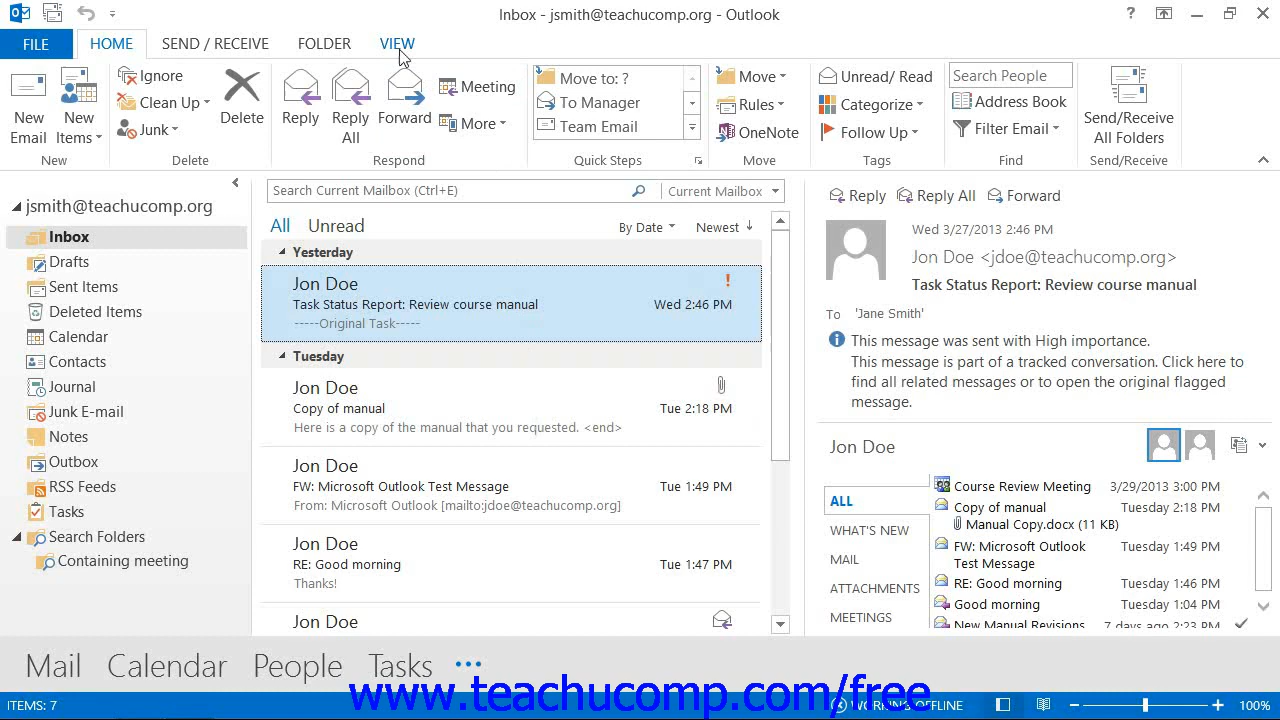 Inbox - jsmith@teachucomp.org - Outlook
?
FILE HOME SEND / RECEIVE FOLDER VIEW
New Email
New Items
New
Ignore
Clean Up
Junk
Delete
Delete
Reply
Reply All
Forward
Meeting
More
Respond
Move to: ?
To Manager
Team Email
Quick Steps
Move
Rules
OneNote
Move
Unread/ Read
Categorize
Follow Up
Tags
Search People
Address Book
Filter Email
Find
Send/Receive All Folders
Send/Receive
jsmith@teachucomp.org
Inbox
Drafts
Sent Items
Deleted Items
Calendar
Contacts
Journal
Junk E-mail
Notes
Outbox
RSS Feeds
Tasks
Search Folders
Containing meeting
Search Current Mailbox (Ctrl+E) Current Mailbox
All Unread By Date Newest
Yesterday
Jon Doe !
Task Status Report: Review course manual Wed 2:46 PM
-----Original Task-----
Tuesday
Jon Doe
Copy of manual Tue 2:18 PM
Here is a copy of the manual that you requested. <end>
Jon Doe
FW: Microsoft Outlook Test Message Tue 1:49 PM
From: Microsoft Outlook [mailto:jdoe@teachucomp.org]
Jon Doe
RE: Good morning Tue 1:47 PM
Thanks!
Jon Doe
Reply Reply All Forward
Wed 3/27/2013 2:46 PM
Jon Doe <jdoe@teachucomp.org>
Task Status Report: Review course manual
To 'Jane Smith'
This message was sent with High importance.
This message is part of a tracked conversation. Click here to
find all related messages or to open the original flagged
message.
Jon Doe
ALL
WHAT'S NEW
MAIL
ATTACHMENTS
MEETINGS
Course Review Meeting 3/29/2013 3:00 PM
Copy of manual Tuesday 2:18 PM
Manual Copy.docx (11 KB)
FW: Microsoft Outlook Tuesday 1:49 PM
Test Message
RE: Good morning Tuesday 1:46 PM
Good morning Tuesday 1:04 PM
New Manual Revisions 7 days ago 2:23 PM
Mail Calendar People Tasks ...
www.teachucomp.com/free
ITEMS: 7 WORKING OFFLINE 100%